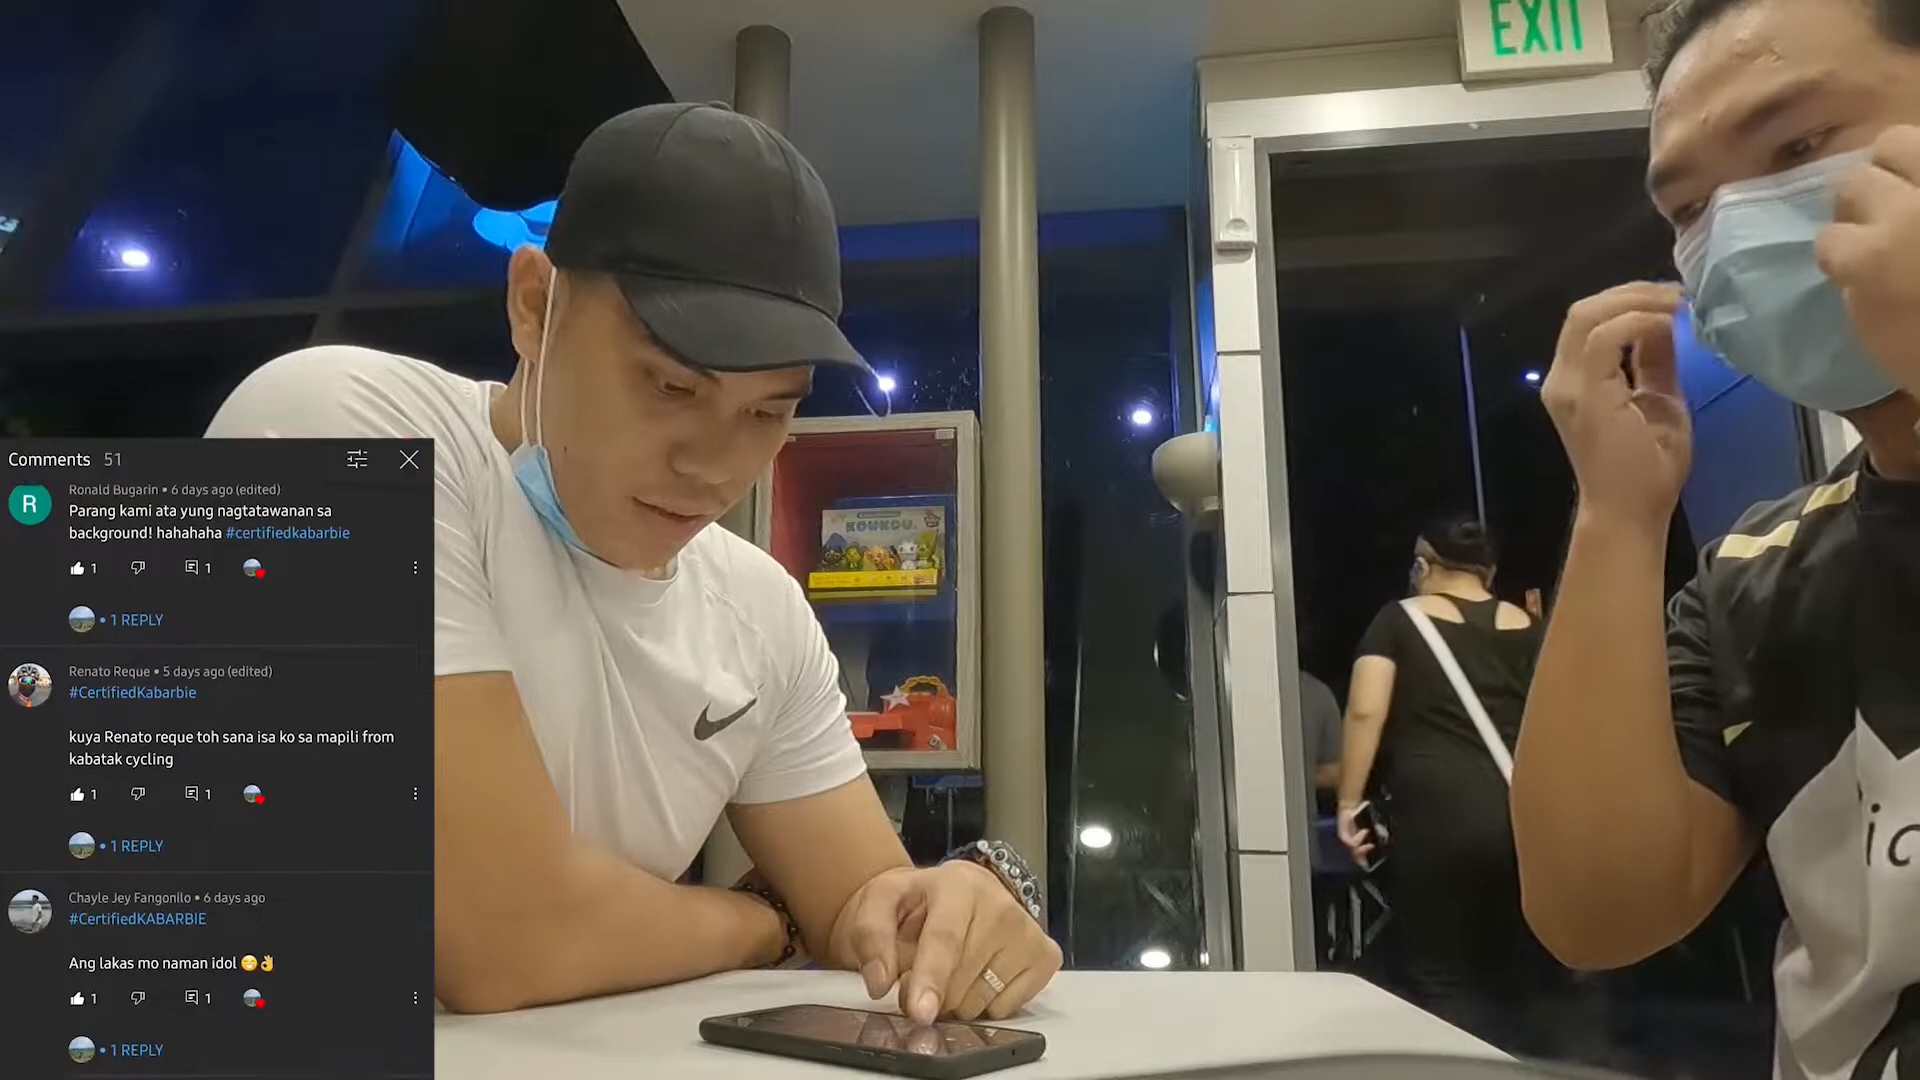 EXIT
KOUKOU.
ic
Comments 51
R
Ronald Bugarin • 6 days ago (edited)
Parang kami ata yung nagtatawanan sa
background! hahahaha #certifiedkabarbie
1
1
• 1 REPLY
Renato Reque • 5 days ago (edited)
#CertifiedKabarbie
kuya Renato reque toh sana isa ko sa mapili from
kabatak cycling
1
1
• 1 REPLY
Chayle Jey Fangonilo • 6 days ago
#CertifiedKABARBIE
Ang lakas mo naman idol 😁👌
1
1
• 1 REPLY